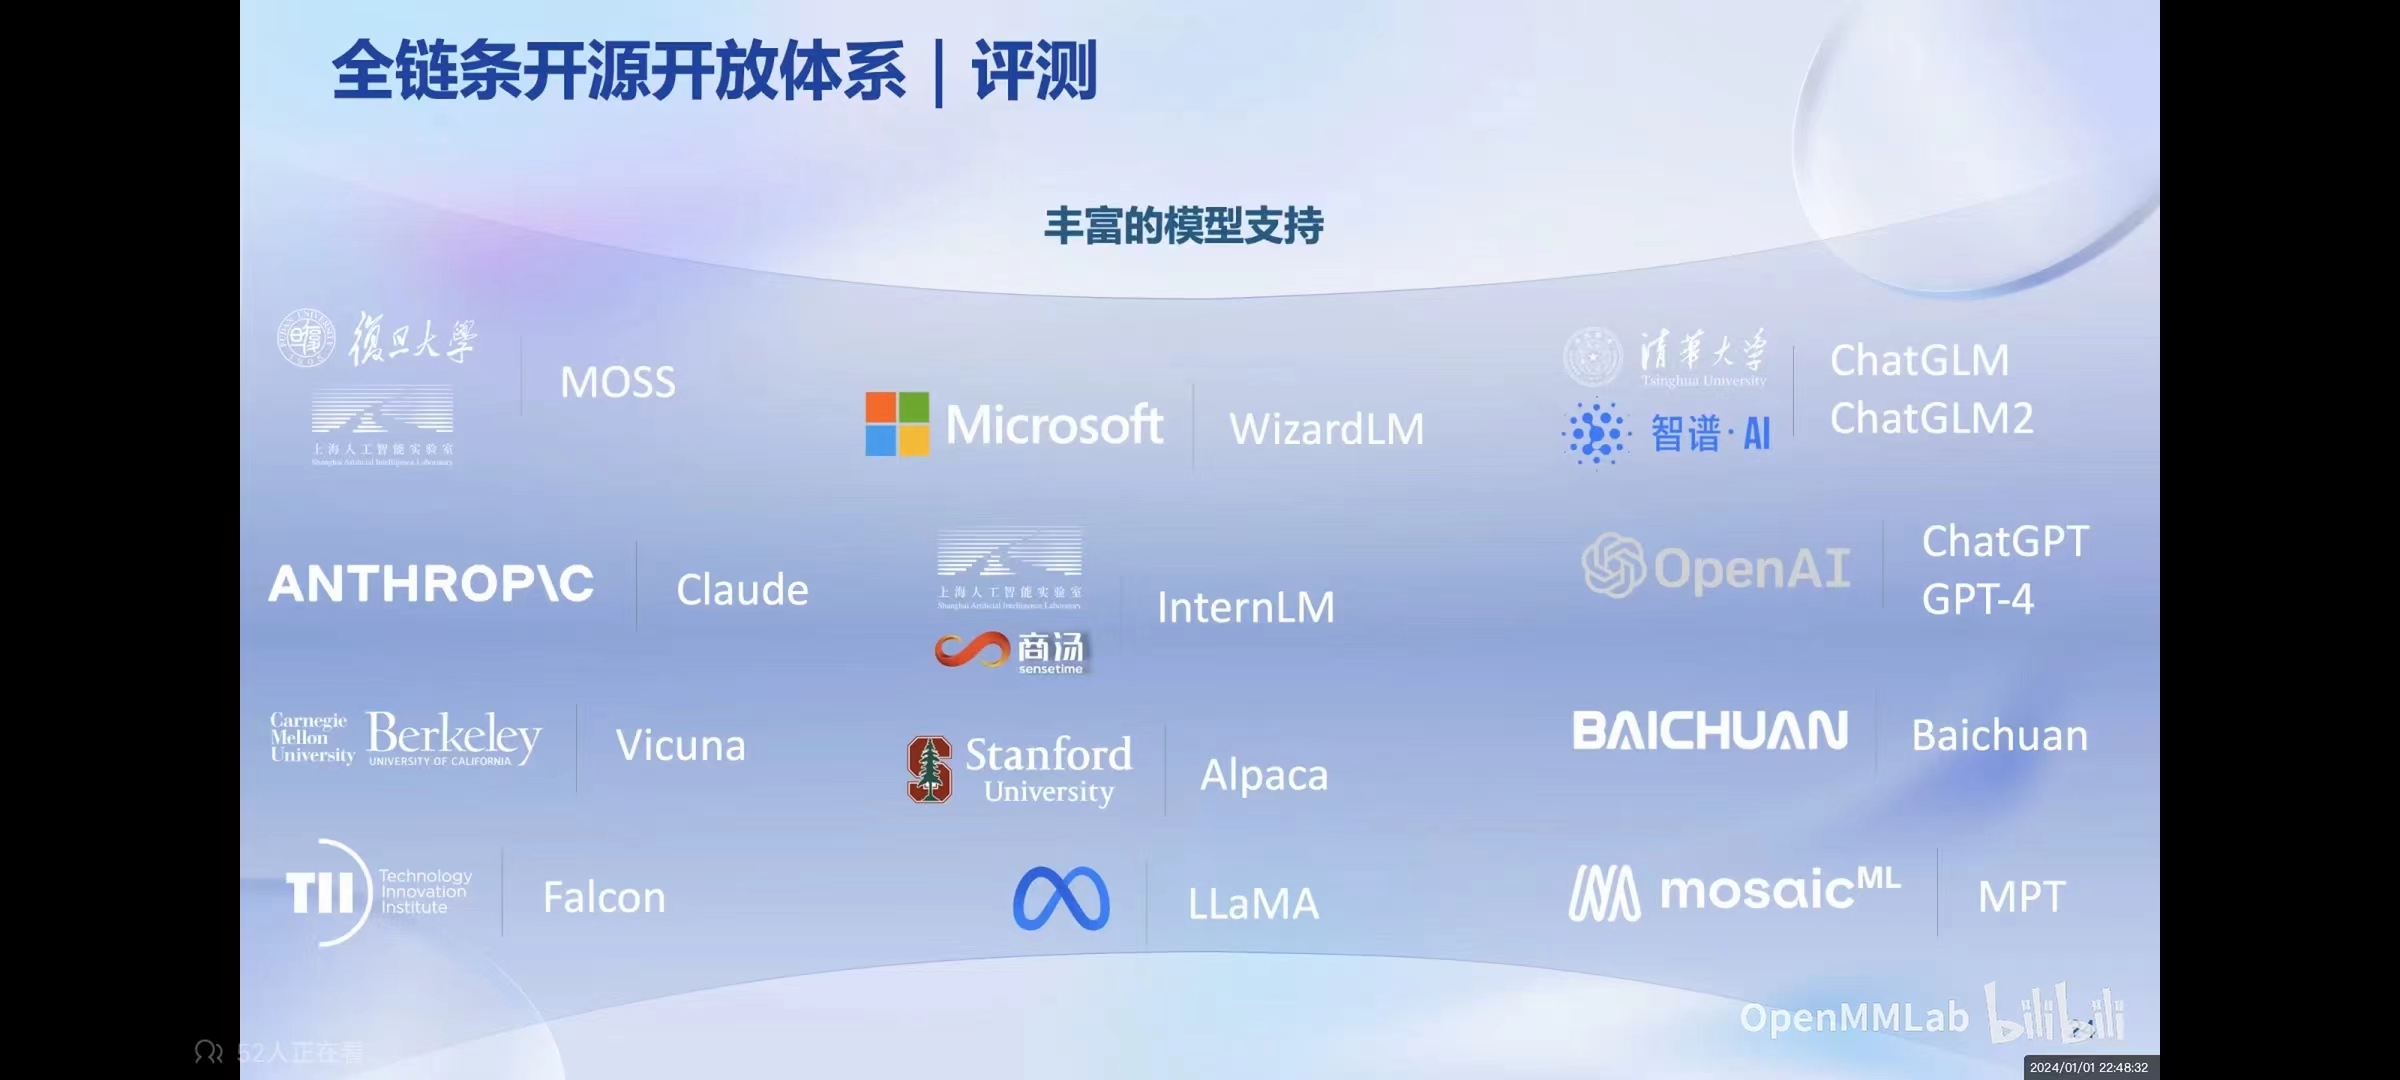 全链条开源开放体系｜评测
丰富的模型支持
復旦大學
上海人工智能实验室
Shanghai Artificial Intelligence Laboratory
MOSS
Microsoft
WizardLM
清华大学
Tsinghua University
智谱·AI
ChatGLM
ChatGLM2
ANTHROP\C
Claude
上海人工智能实验室
Shanghai Artificial Intelligence Laboratory
商汤
sensetime
InternLM
OpenAI
ChatGPT
GPT-4
Carnegie
Mellon
University
Berkeley
UNIVERSITY OF CALIFORNIA
Vicuna
Stanford
University
Alpaca
BAICHUAN
Baichuan
TII
Technology
Innovation
Institute
Falcon
LLaMA
mosaicML
MPT
OpenMMLab bilibili
52人正在看
2024/01/01 22:48:32